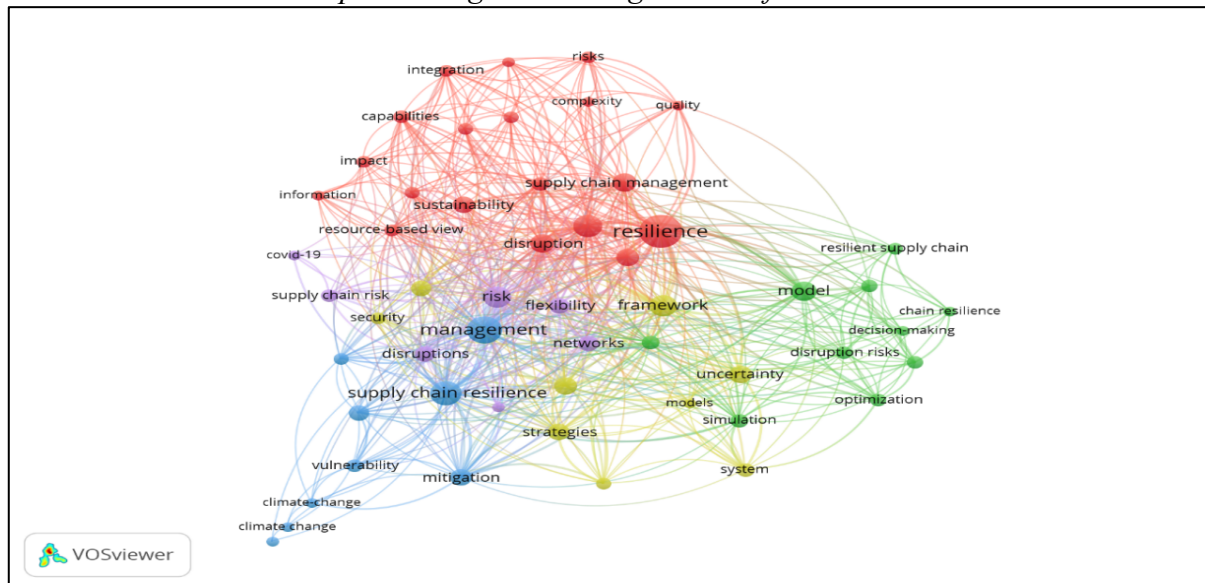 risks
integration
complexity
quality
capabilities
impact
supply chain management
information
sustainability
resource-based view
resilience
disruption
resilient supply chain
covid-19
supply chain risk
risk
flexibility
framework
model
security
chain resilience
management
decision-making
networks
disruptions
disruption risks
uncertainty
supply chain resilience
optimization
models
simulation
strategies
vulnerability
system
mitigation
climate-change
climate change
VOSviewer